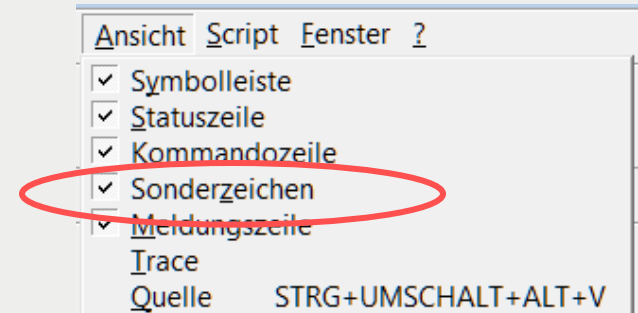 Ansicht Script Fenster ?
Symbolleiste
Statuszeile
Kommandozeile
Sonderzeichen
Meldungszeile
Trace
Quelle STRG+UMSCHALT+ALT+V